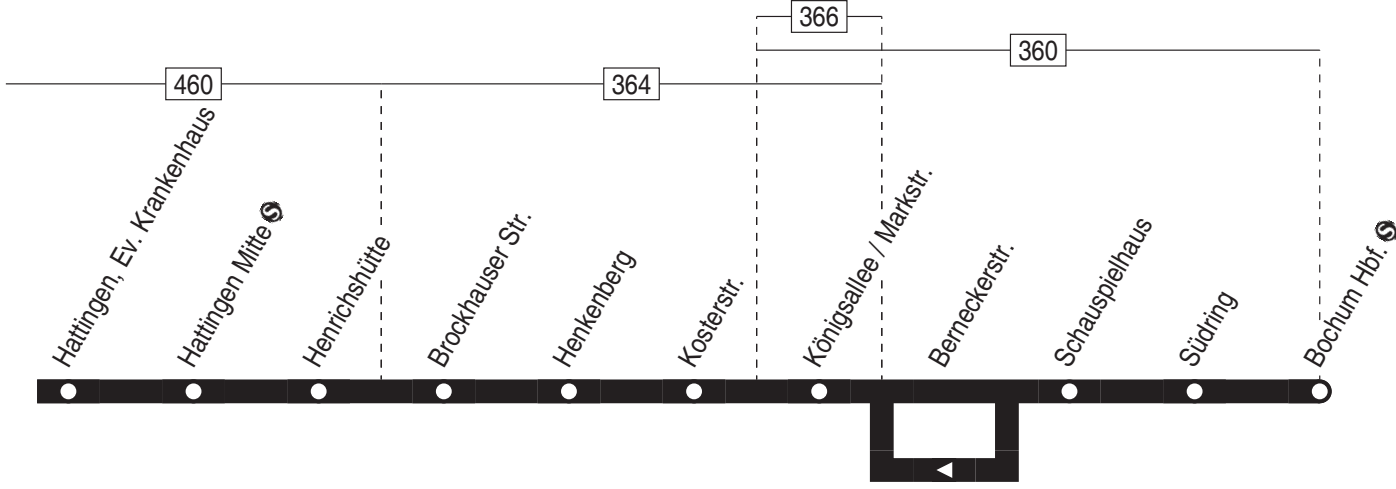 366
360
460
364
Hattingen, Ev. Krankenhaus
Hattingen Mitte Ⓢ
Henrichshütte
Brockhauser Str.
Henkenberg
Kosterstr.
Königsallee / Markstr.
Berneckerstr.
Schauspielhaus
Südring
Bochum Hbf. Ⓢ